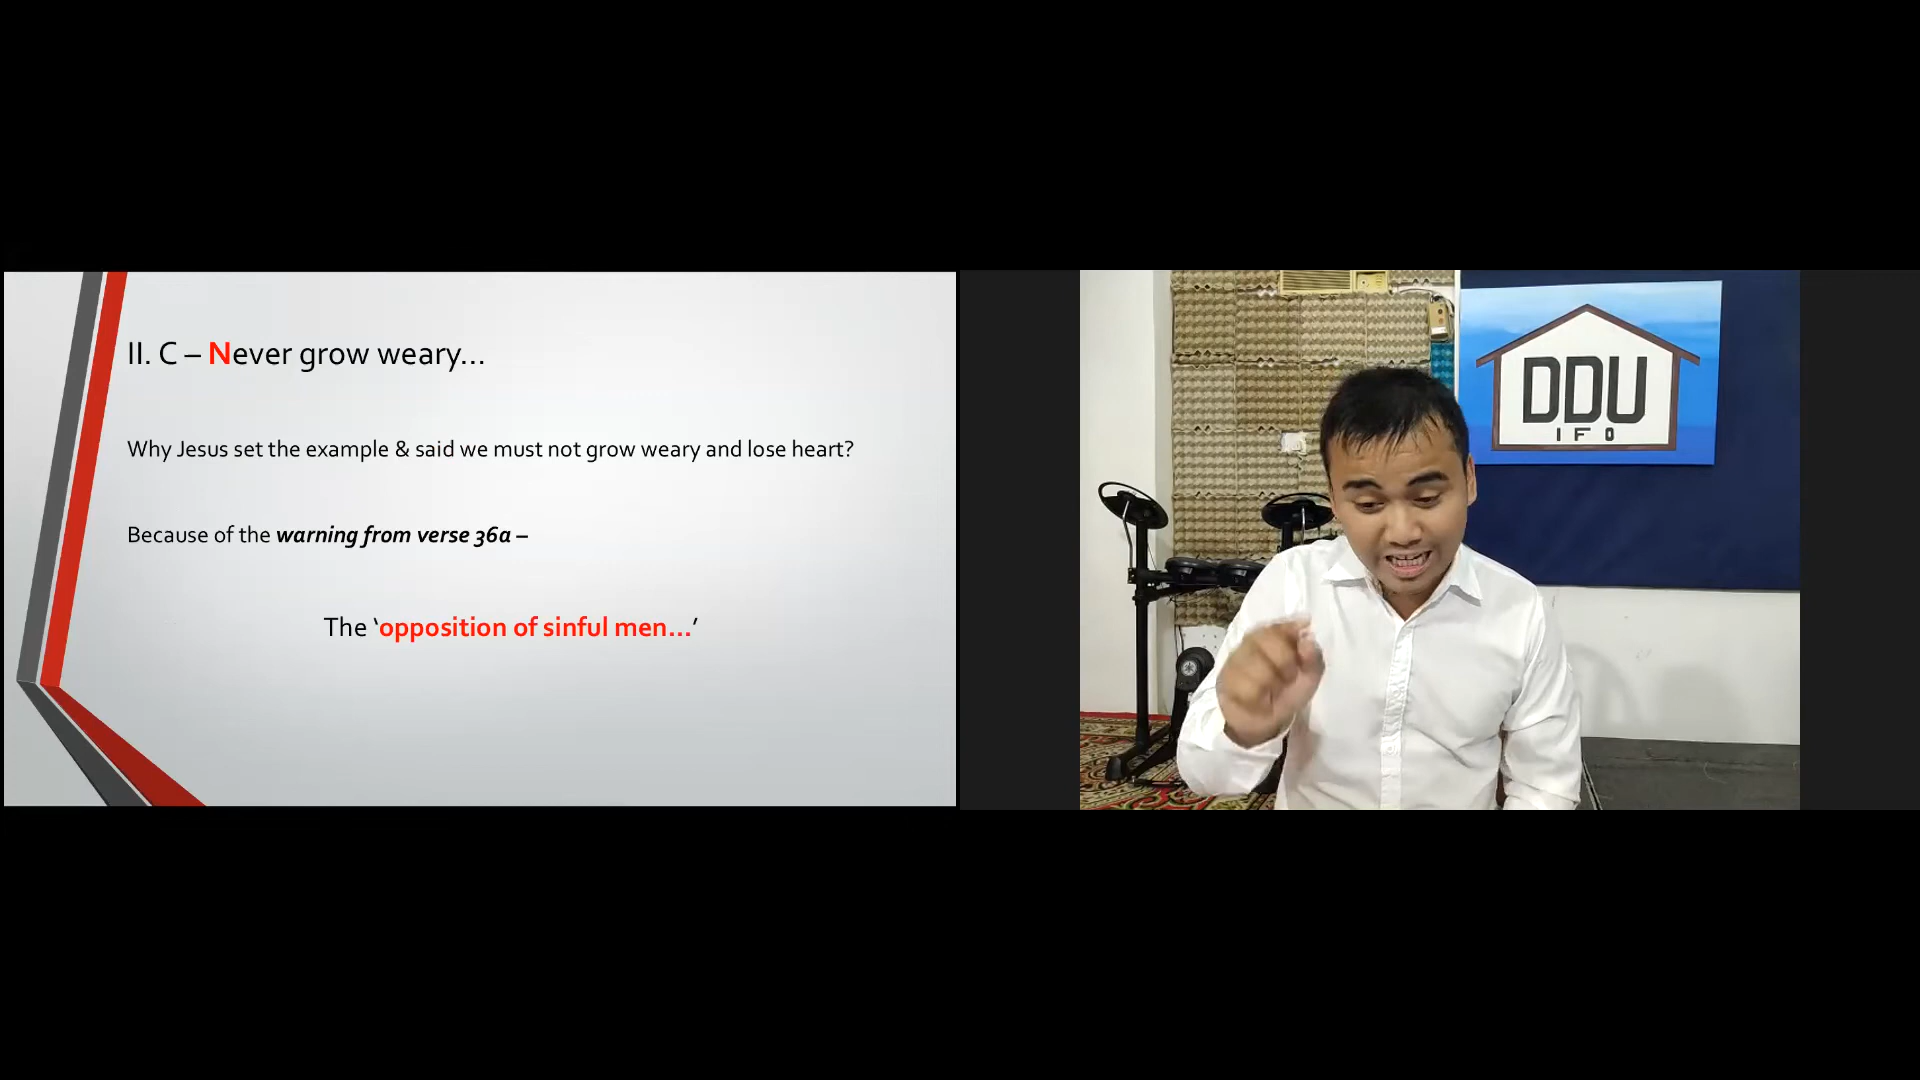 II. C – Never grow weary...
Why Jesus set the example & said we must not grow weary and lose heart?
Because of the warning from verse 36a –
The ‘opposition of sinful men...’
DDU
IFO